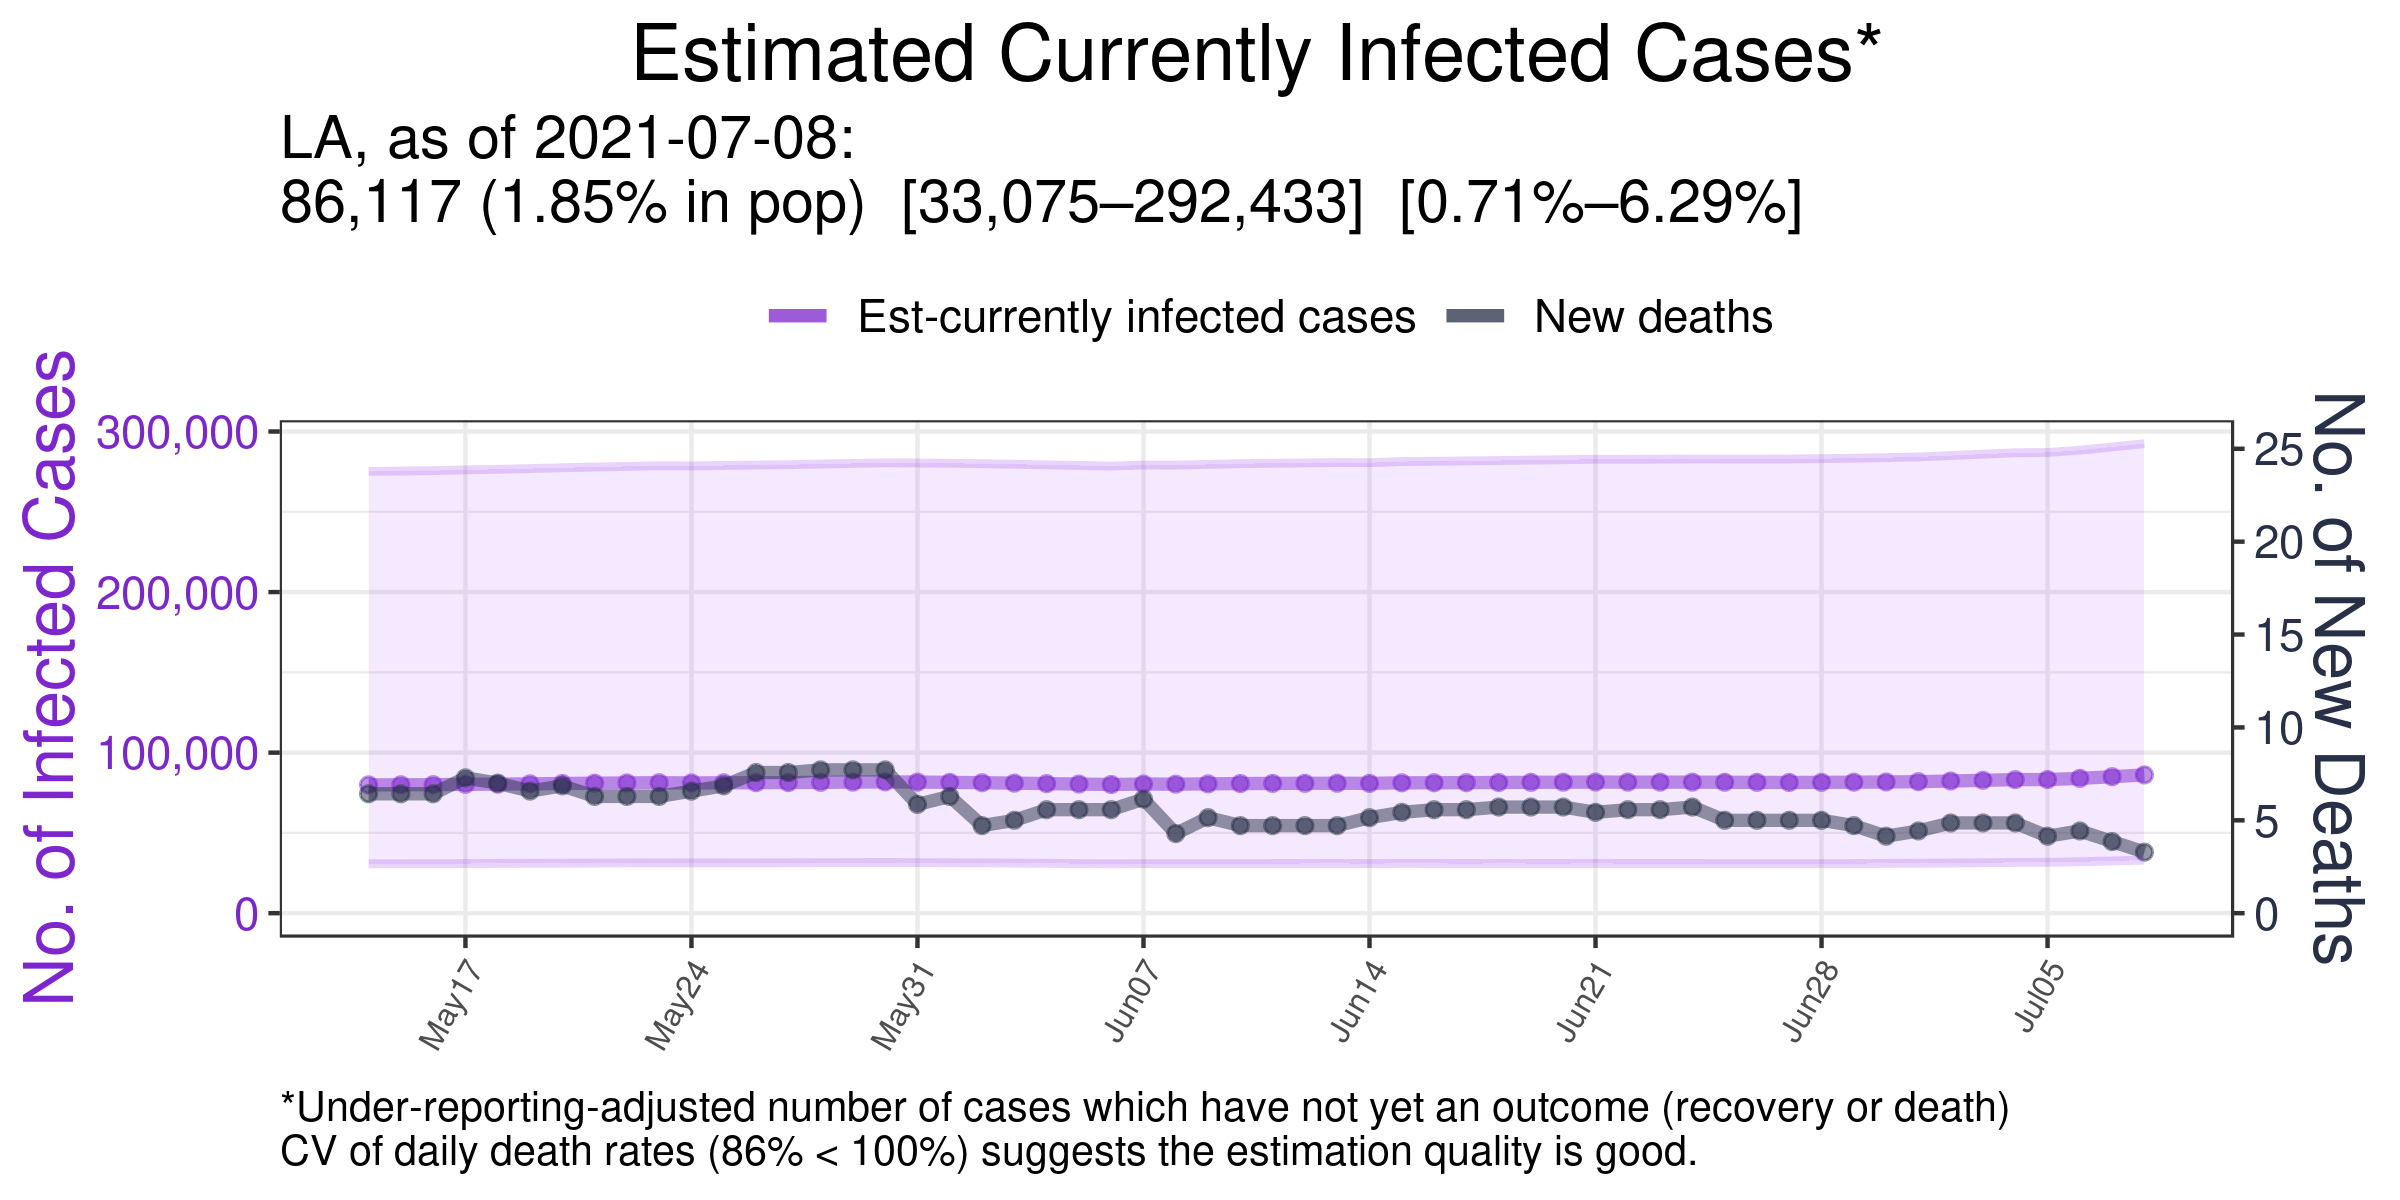 Estimated Currently Infected Cases*
LA, as of 2021-07-08:
86,117 (1.85% in pop)  [33,075–292,433]  [0.71%–6.29%]
Est-currently infected cases
New deaths
No. of Infected Cases
300,000
200,000
100,000
0
No. of New Deaths
25
20
15
10
5
0
May17
May24
May31
Jun07
Jun14
Jun21
Jun28
Jul05
*Under-reporting-adjusted number of cases which have not yet an outcome (recovery or death)
CV of daily death rates (86% < 100%) suggests the estimation quality is good.